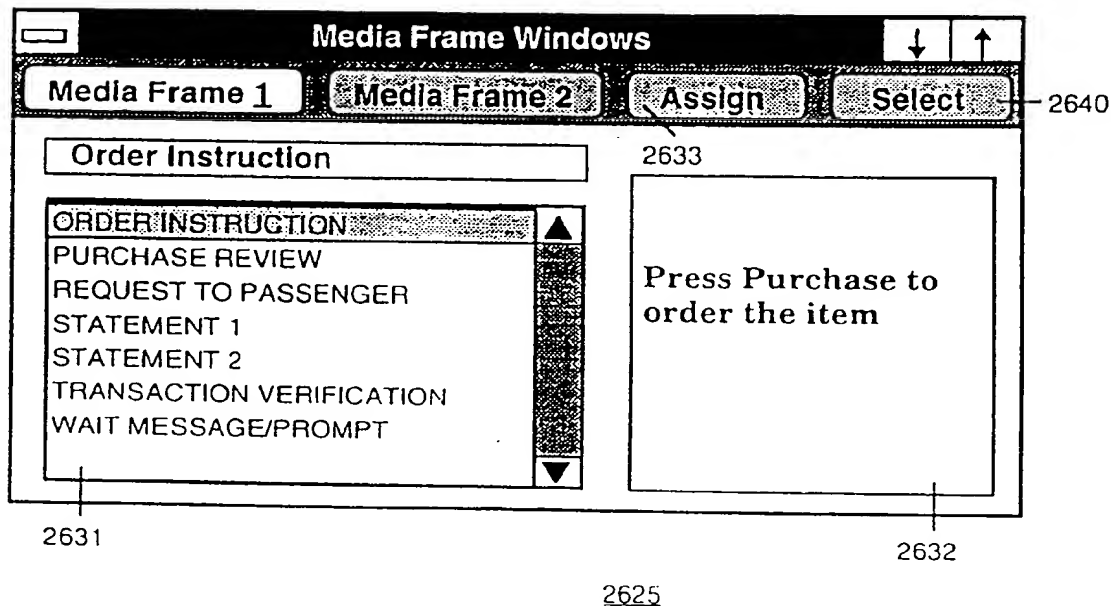 Media Frame Windows
Media Frame 1
Media Frame 2
Assign
Select
2640
Order Instruction
2633
ORDER INSTRUCTION
PURCHASE REVIEW
REQUEST TO PASSENGER
STATEMENT 1
STATEMENT 2
TRANSACTION VERIFICATION
WAIT MESSAGE/PROMPT
Press Purchase to
order the item
2631
2632
2625